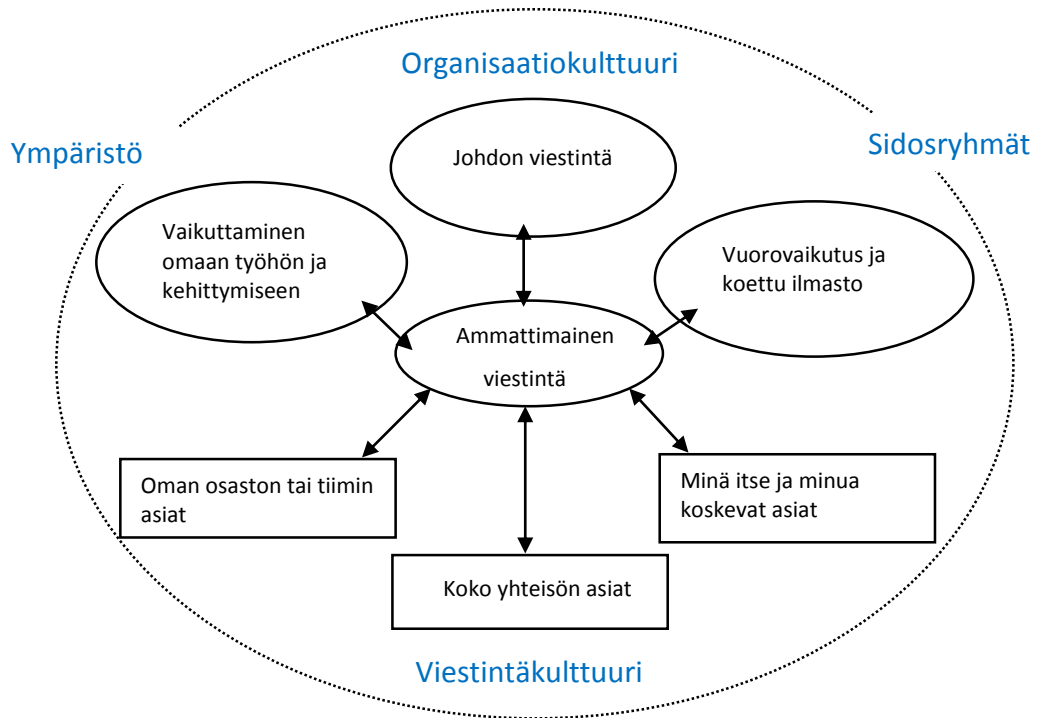 Organisaatiokulttuuri
Ympäristö
Sidosryhmät
Johdon viestintä
Vaikuttaminen
omaan työhön ja
kehittymiseen
Vuorovaikutus ja
koettu ilmasto
Ammattimainen
viestintä
Oman osaston tai tiimin
asiat
Minä itse ja minua
koskevat asiat
Koko yhteisön asiat
Viestintäkulttuuri